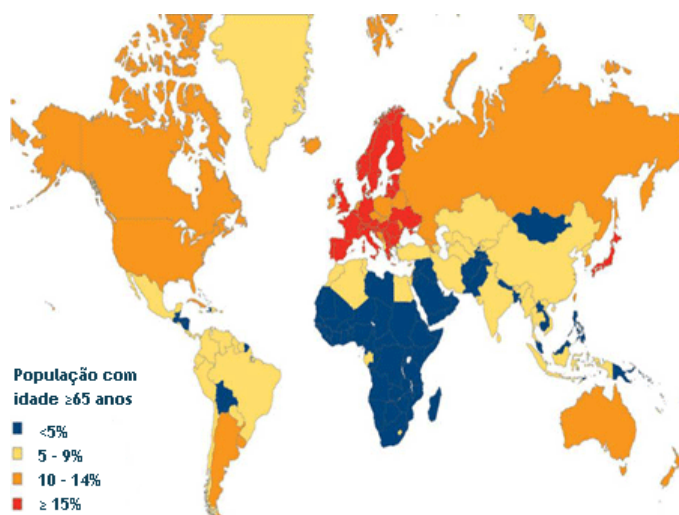 População com
idade ≥65 anos
<5%
5 - 9%
10 - 14%
≥ 15%